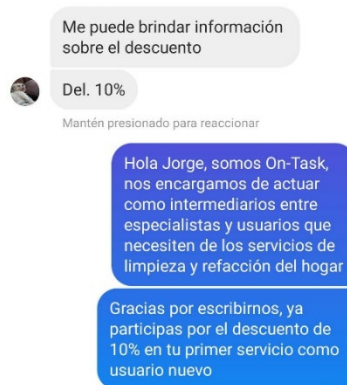 Me puede brindar información
sobre el descuento
Del. 10%
Mantén presionado para reaccionar
Hola Jorge, somos On-Task,
nos encargamos de actuar
como intermediarios entre
especialistas y usuarios que
necesiten de los servicios de
limpieza y refacción del hogar
Gracias por escribirnos, ya
participas por el descuento de
10% en tu primer servicio como
usuario nuevo